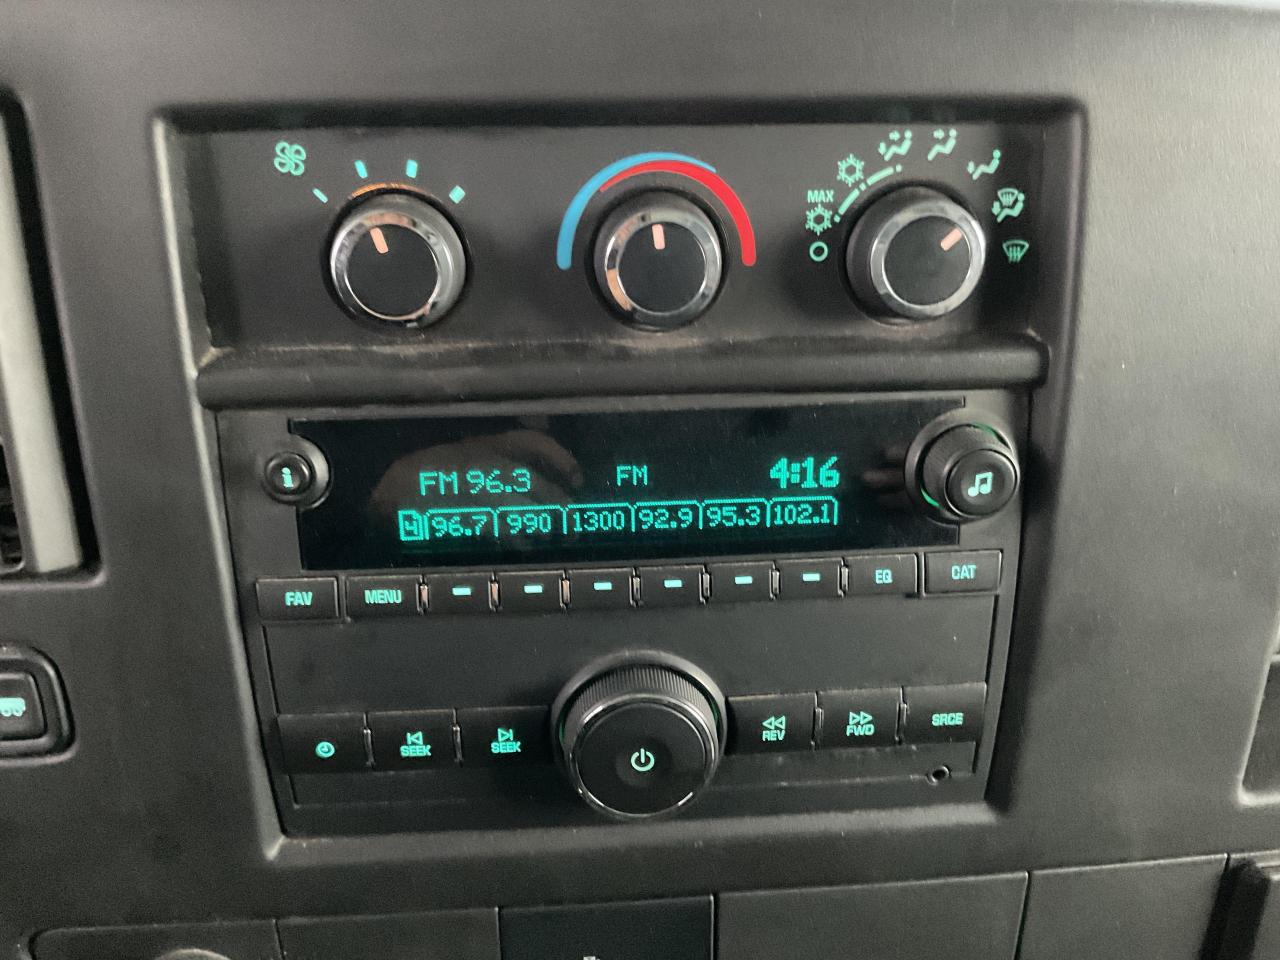 MAX
FM 96.3 FM 4:16
4 96.7 990 1300 92.9 95.3 102.1
i
FAV MENU EQ CAT
SEEK SEEK REV FWD SRCE